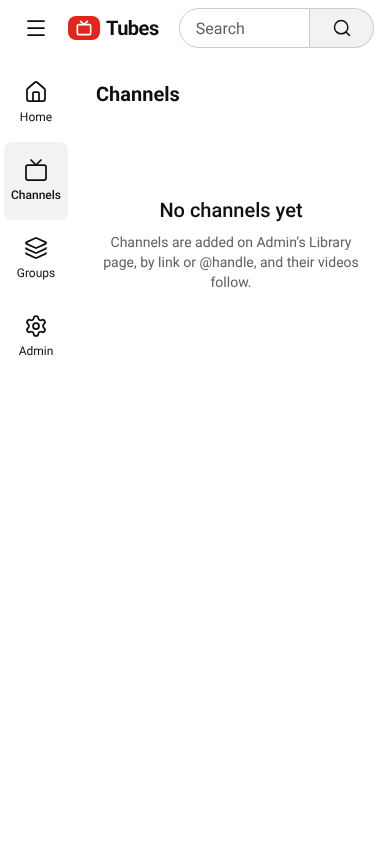 Tubes
Search
Home
Channels
Groups
Admin
Channels
No channels yet
Channels are added on Admin’s Library
page, by link or @handle, and their videos
follow.